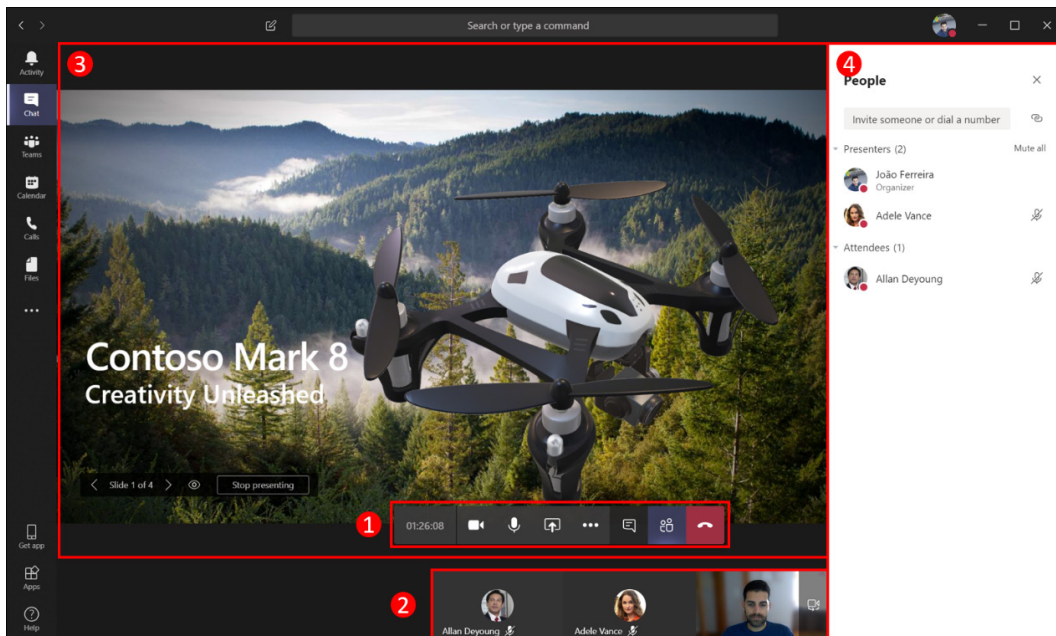 Search or type a command
Activity
Chat
Teams
Calendar
Calls
Files
Get app
Apps
Help
3
Contoso Mark 8
Creativity Unleashed
Slide 1 of 4
Stop presenting
1
01:26:08
2
Allan Deyoung
Adele Vance
4
People
Invite someone or dial a number
Presenters (2) Mute all
João Ferreira
Organizer
Adele Vance
Attendees (1)
Allan Deyoung